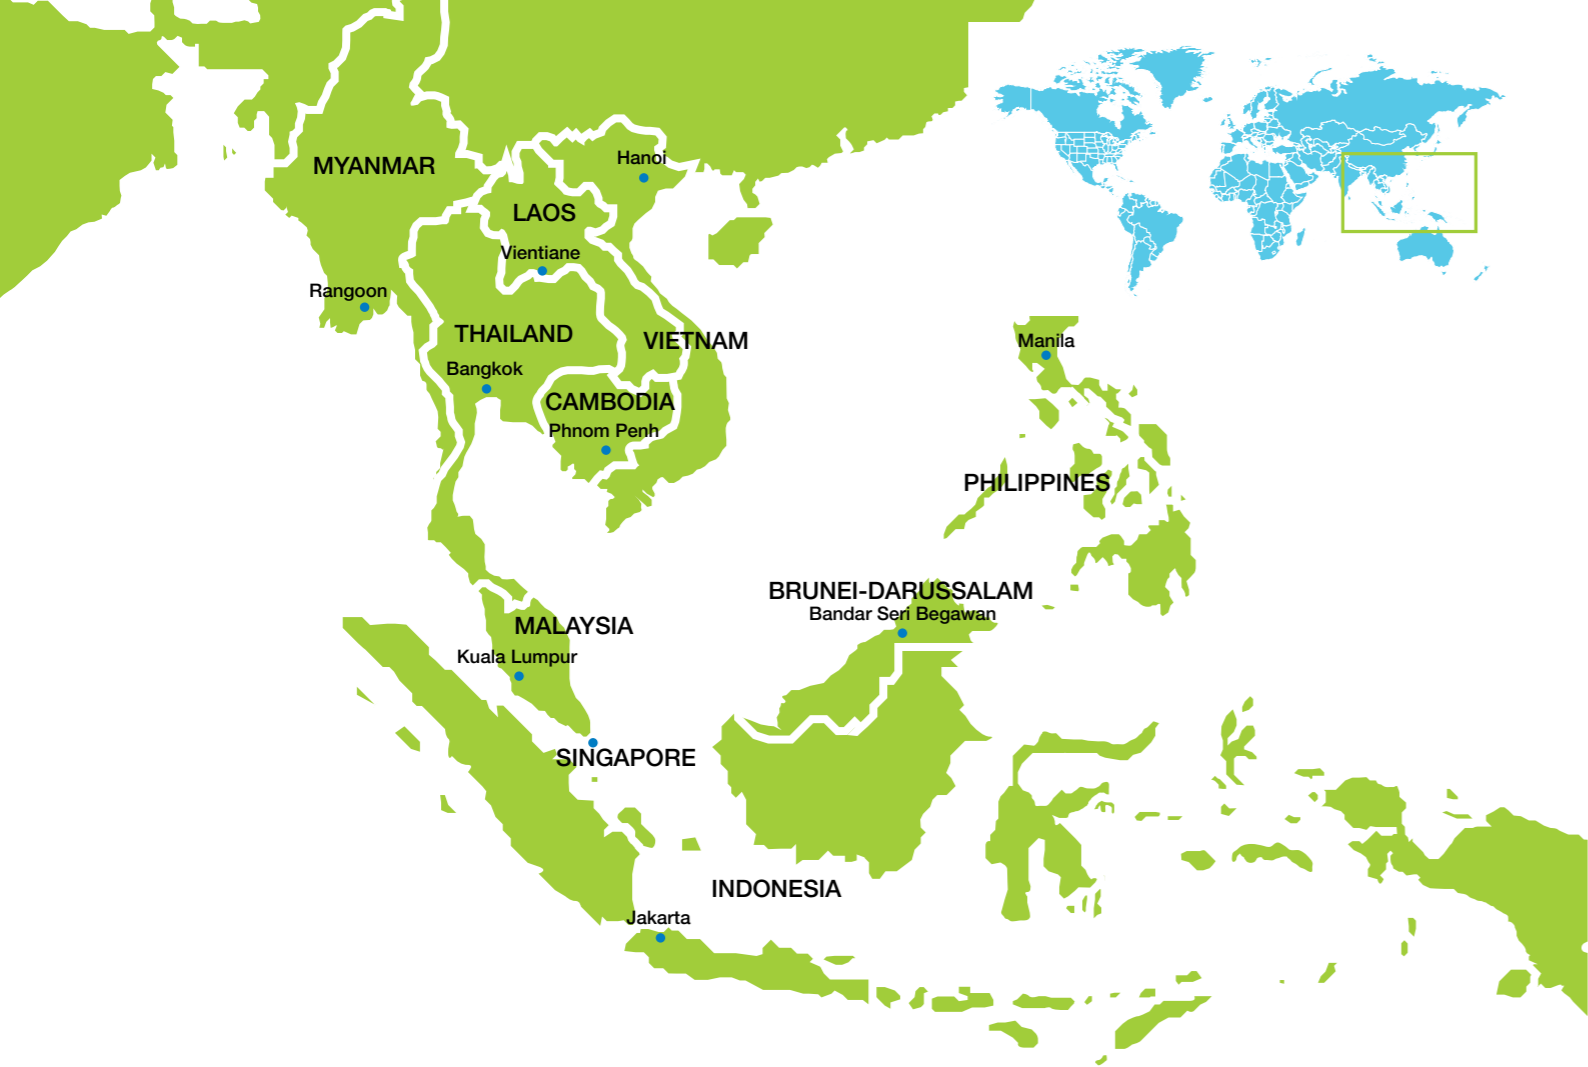 Hanoi
MYANMAR
LAOS
Vientiane
Rangoon
THAILAND
VIETNAM
Manila
Bangkok
CAMBODIA
Phnom Penh
PHILIPPINES
BRUNEI-DARUSSALAM
Bandar Seri Begawan
MALAYSIA
Kuala Lumpur
SINGAPORE
INDONESIA
Jakarta